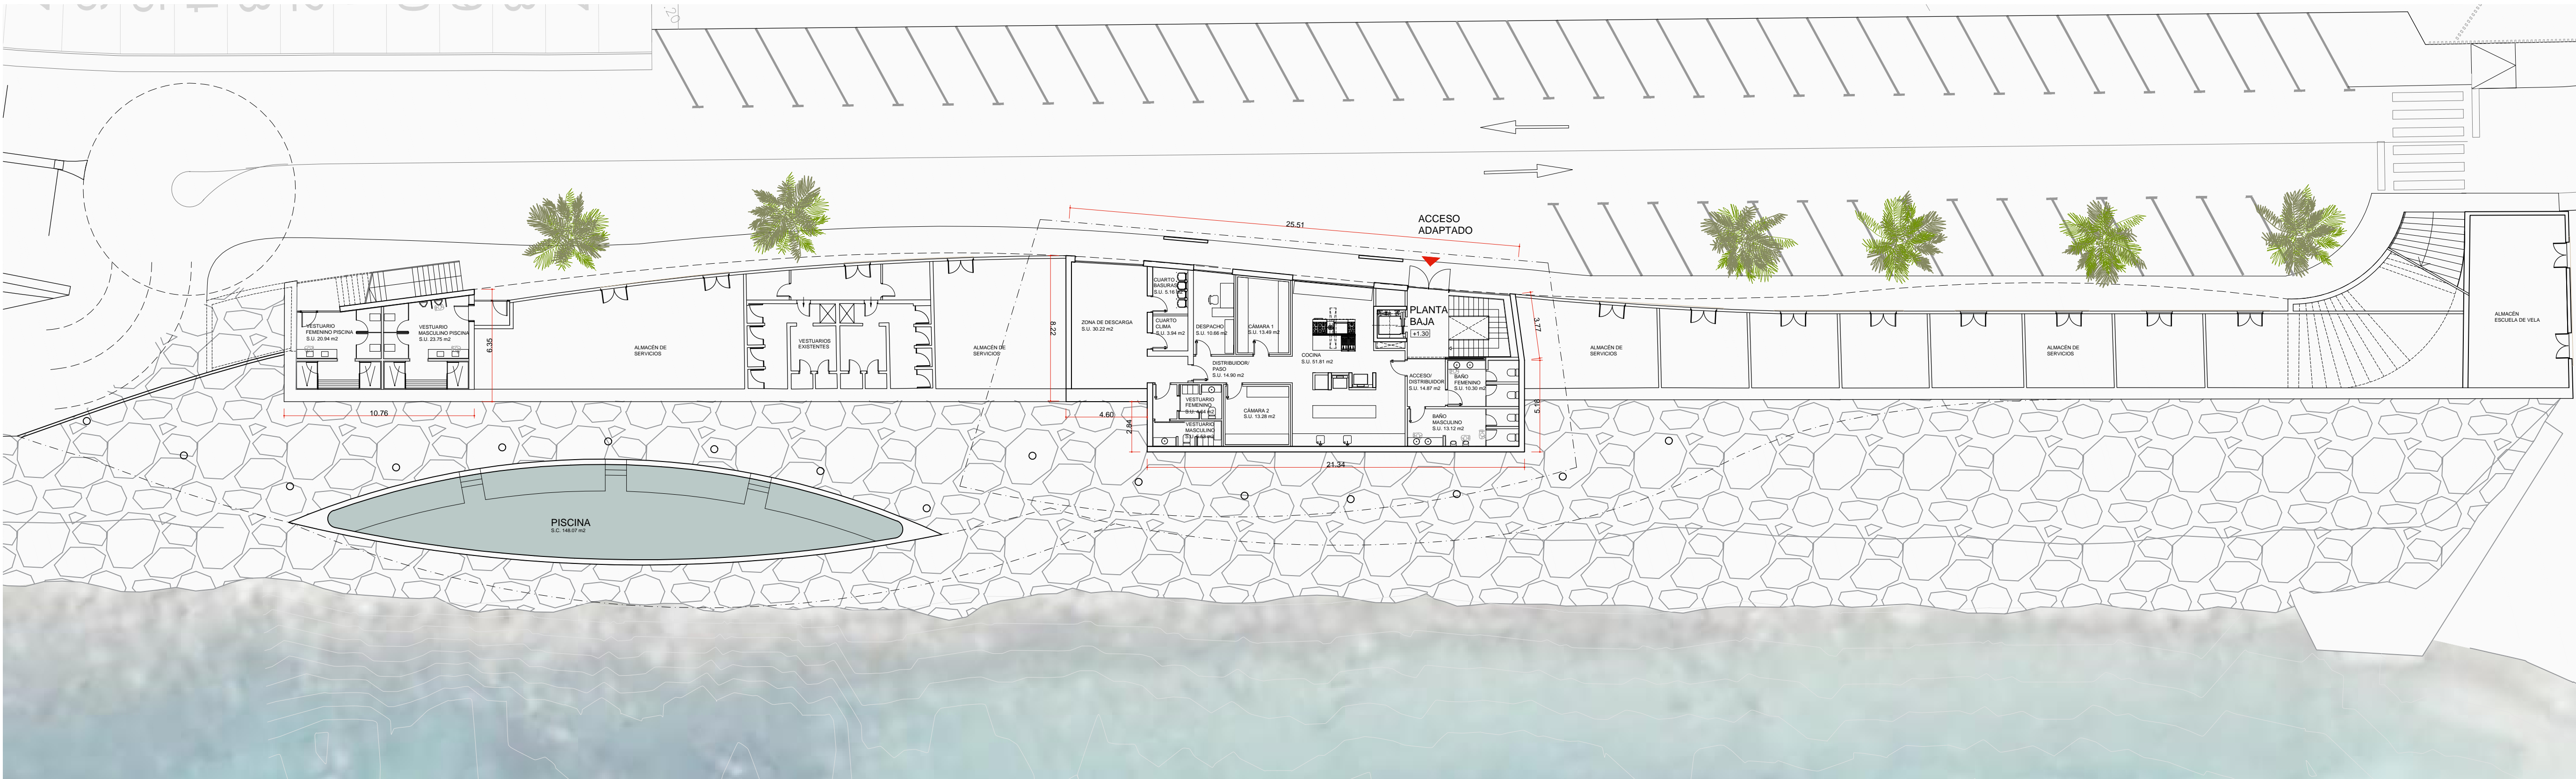 25.51
ACCESO
ADAPTADO
VESTUARIO
FEMENINO PISCINA
S.U. 20.94 m2
VESTUARIO
MASCULINO PISCINA
S.U. 23.75 m2
6.35
10.76
ALMACÉN DE
SERVICIOS
VESTUARIOS
EXISTENTES
ALMACÉN DE
SERVICIOS
8.22
ZONA DE DESCARGA
S.U. 30.22 m2
4.60
2.84
CUARTO
BASURAS
S.U. 5.16 m2
CUARTO
CLIMA
S.U. 3.94 m2
DESPACHO
S.U. 10.66 m2
CÁMARA 1
S.U. 13.49 m2
DISTRIBUIDOR/
PASO
S.U. 14.90 m2
VESTUARIO
FEMENINO
VESTUARIO
MASCULINO
CÁMARA 2
S.U. 13.28 m2
COCINA
S.U. 51.81 m2
PLANTA
BAJA
+1.30
ACCESO/
DISTRIBUIDOR
S.U. 14.87 m2
BAÑO
FEMENINO
S.U. 10.30 m2
BAÑO
MASCULINO
S.U. 13.12 m2
3.77
5.16
21.34
ALMACÉN DE
SERVICIOS
ALMACÉN DE
SERVICIOS
ALMACÉN
ESCUELA DE VELA
PISCINA
S.C. 148.07 m2